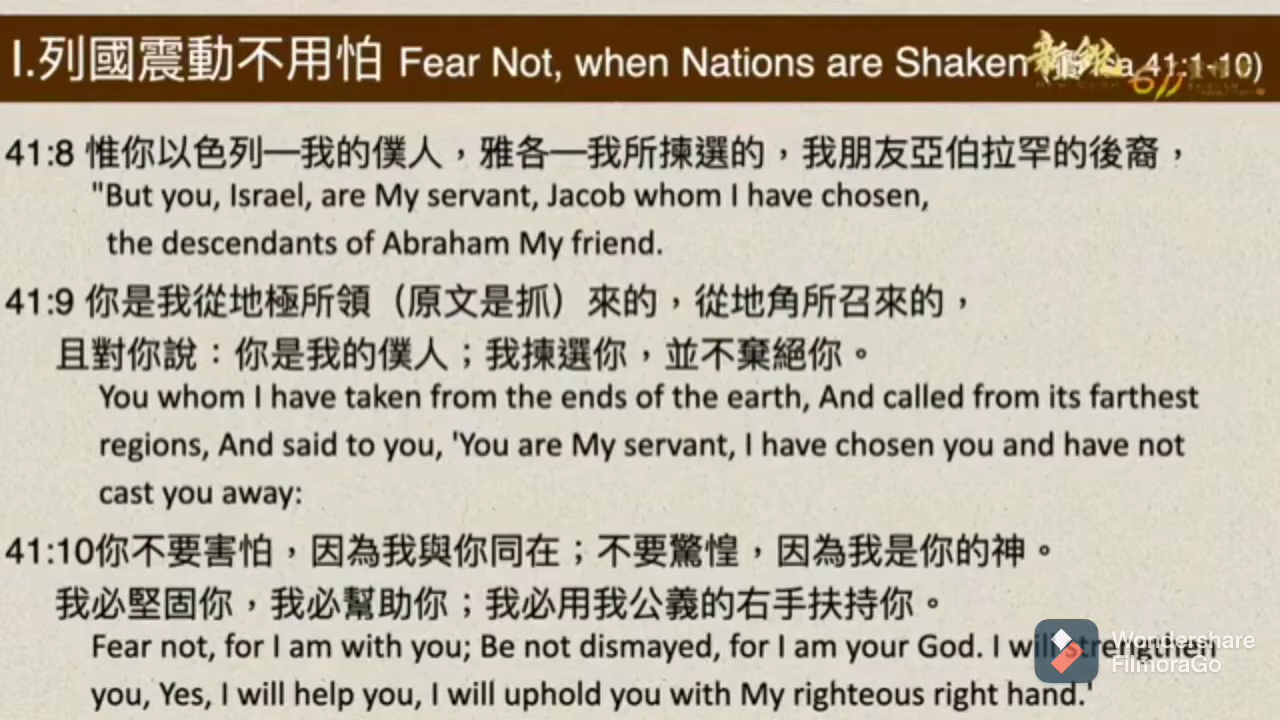 I.列國震動不用怕 Fear Not, when Nations are Shaken 41:1-10)
新鮮
611
41:8 惟你以色列—我的僕人，雅各—我所揀選的，我朋友亞伯拉罕的後裔，
"But you, Israel, are My servant, Jacob whom I have chosen,
the descendants of Abraham My friend.
41:9 你是我從地極所領（原文是抓）來的，從地角所召來的，
且對你說：你是我的僕人；我揀選你，並不棄絕你。
You whom I have taken from the ends of the earth, And called from its farthest
regions, And said to you, 'You are My servant, I have chosen you and have not
cast you away:
41:10你不要害怕，因為我與你同在；不要驚惶，因為我是你的神。
我必堅固你，我必幫助你；我必用我公義的右手扶持你。
Fear not, for I am with you; Be not dismayed, for I am your God. I will strengthen
you, Yes, I will help you, I will uphold you with My righteous right hand.'
Wondershare
FilmoraGo